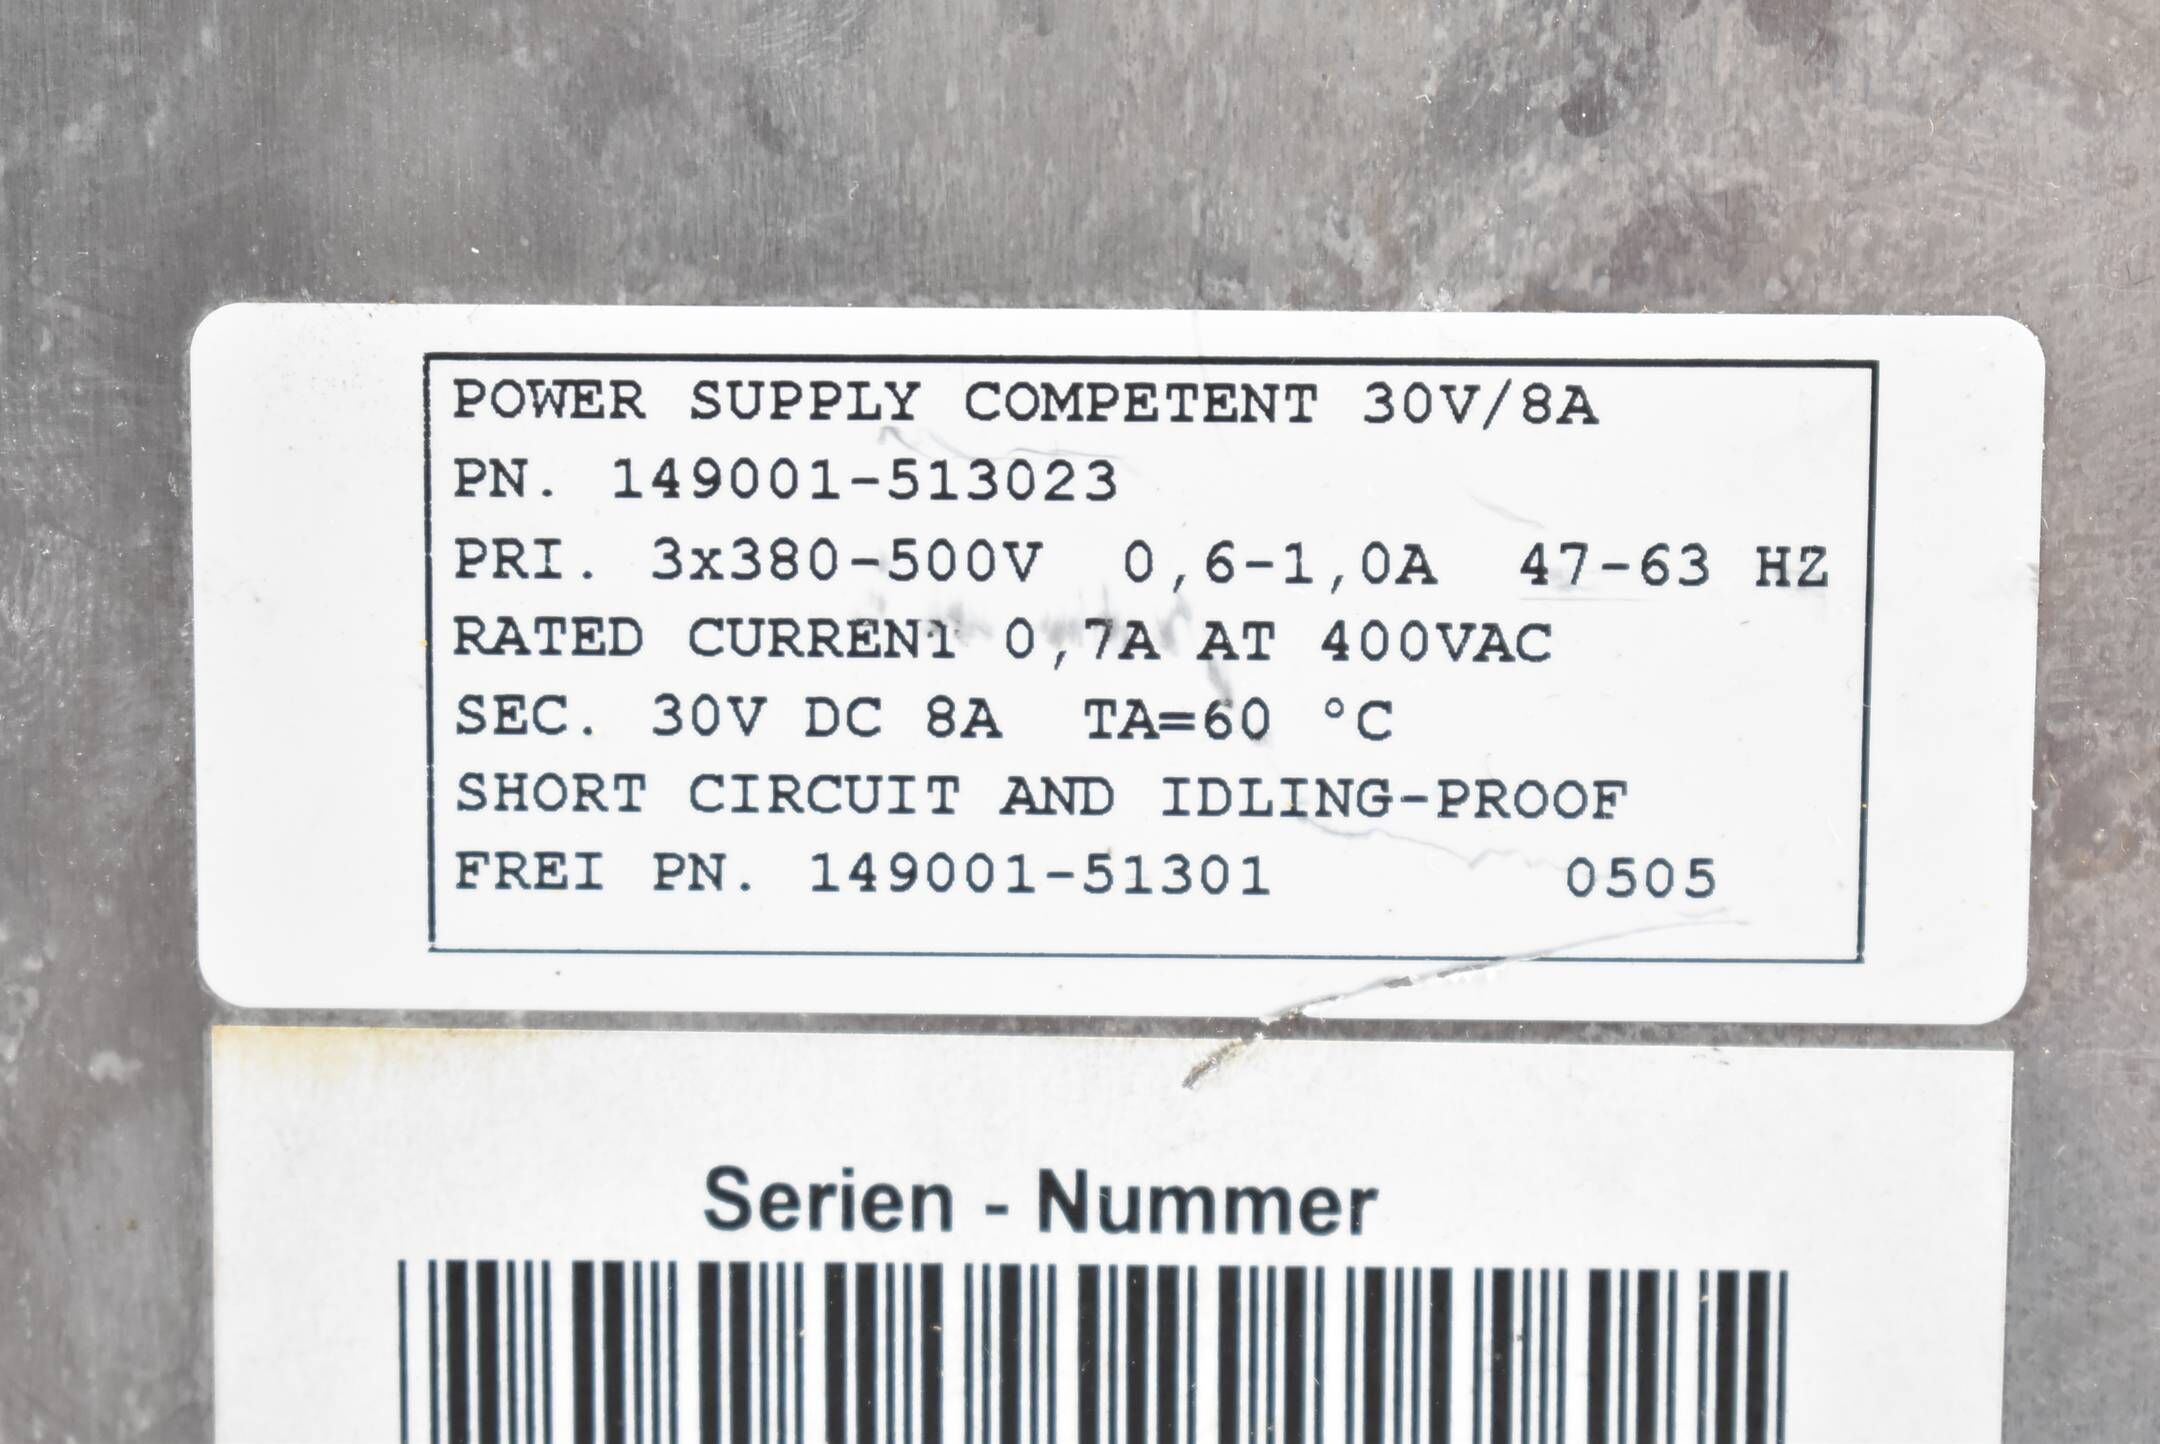 POWER SUPPLY COMPETENT 30V/8A
PN. 149001-513023
PRI. 3x380-500V 0,6-1,0A 47-63 HZ
RATED CURRENT 0,7A AT 400VAC
SEC. 30V DC 8A TA=60 °C
SHORT CIRCUIT AND IDLING-PROOF
FREI PN. 149001-51301 0505
Serien - Nummer